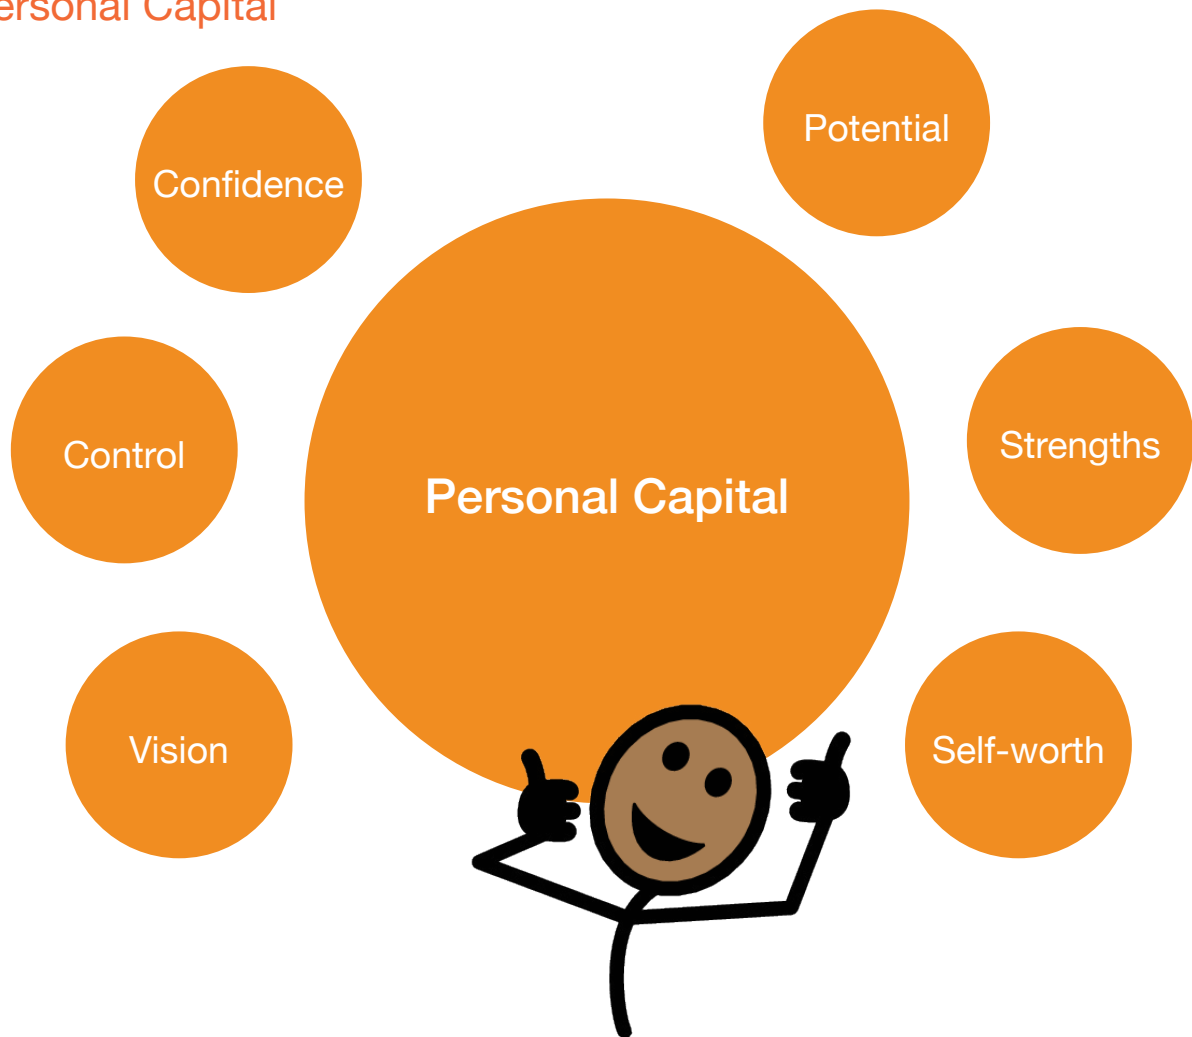 ersonal Capital
Potential
Confidence
Control
Strengths
Personal Capital
Vision
Self-worth